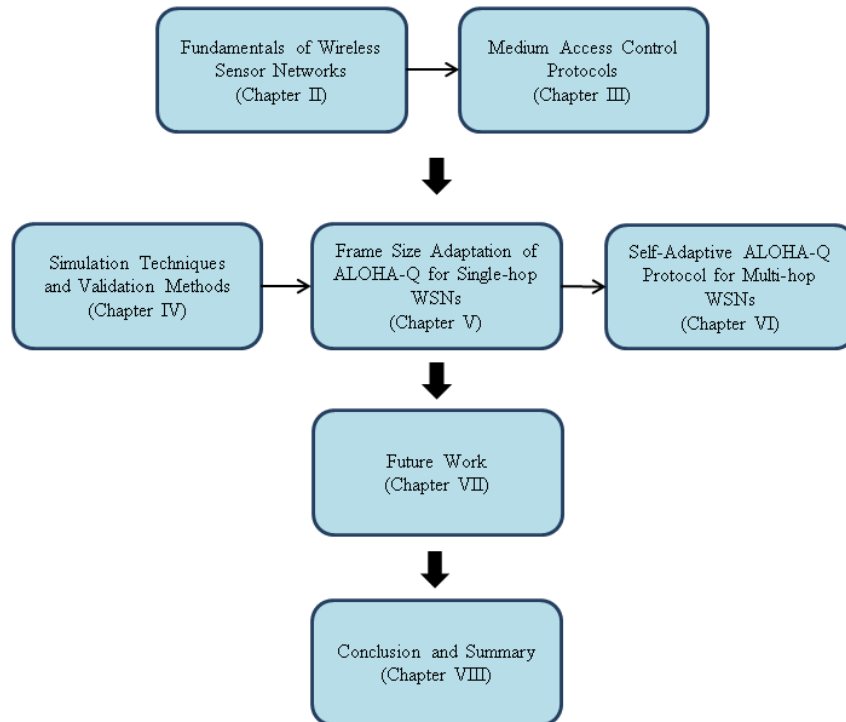 Fundamentals of Wireless
Sensor Networks
(Chapter II)
Medium Access Control
Protocols
(Chapter III)
Simulation Techniques
and Validation Methods
(Chapter IV)
Frame Size Adaptation of
ALOHA-Q for Single-hop
WSNs
(Chapter V)
Self-Adaptive ALOHA-Q
Protocol for Multi-hop
WSNs
(Chapter VI)
Future Work
(Chapter VII)
Conclusion and Summary
(Chapter VIII)